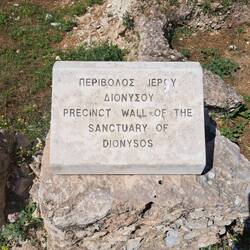 ΠΕΡΙΒΟΛΟΣ ΙΕΡΟΥ
ΔΙΟΝΥΣΟΥ
PRECINCT WALL OF THE
SANCTUARY OF
DIONYSOS